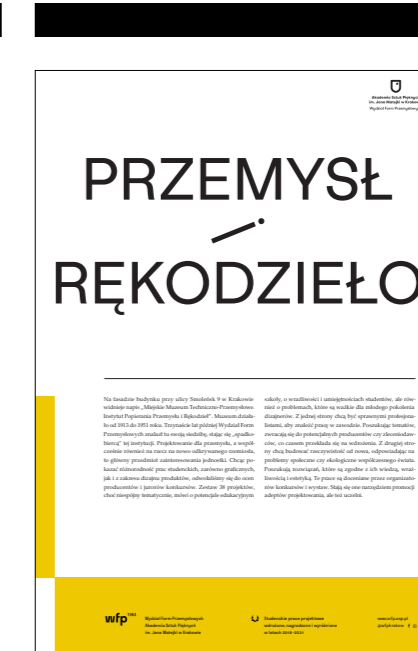 Akademia Sztuk Pięknych
im. Jana Matejki w Krakowie
Wydział Form Przemysłowych
PRZEMYSŁ
i
RĘKODZIEŁO
Na fasadzie budynku przy ulicy Smoleńsk 9 w Krakowie
widnieje napis „Miejskie Muzeum Techniczno-Przemysłowe.
Instytut Popierania Przemysłu i Rękodzieł”. Muzeum działa-
ło od 1913 do 1951 roku. Trzynaście lat później Wydział Form
Przemysłowych znalazł tu swoją siedzibę, stając się „spadko-
biercą” tej instytucji. Projektowanie dla przemysłu, a współ-
cześnie również na rzecz na nowo odkrywanego rzemiosła,
to główny przedmiot zainteresowania jednostki. Chcąc po-
kazać różnorodność prac studenckich, zarówno graficznych,
jak i z zakresu dizajnu produktów, odwołaliśmy się do ocen
producentów i jurorów konkursów. Zestaw 38 projektów,
choć niespójny tematycznie, mówi o potencjale edukacyjnym
szkoły, o wrażliwości i umiejętnościach studentów, ale rów-
nież o problemach, które są ważkie dla młodego pokolenia
dizajnerów. Z jednej strony chcą być sprawnymi profesjona-
listami, aby znaleźć pracę w zawodzie. Poszukując tematów,
zwracają się do potencjalnych producentów czy zleceniodaw-
ców, co czasem przekłada się na wdrożenia. Z drugiej stro-
ny chcą budować rzeczywistość od nowa, odpowiadając na
problemy społeczne czy ekologiczne współczesnego świata.
Poszukują rozwiązań, które są zgodne z ich wiedzą, wraż-
liwością i estetyką. Te prace są doceniane przez organizato-
rów konkursów i wystaw. Stają się one narzędziem promocji
adeptów projektowania, ale też uczelni.
wfp 1964
Wydział Form Przemysłowych
Akademia Sztuk Pięknych
im. Jana Matejki w Krakowie
Studenckie prace projektowe
wdrożone, nagrodzone i wyróżnione
w latach 2016–2021
www.wfp.asp.pl
@wfpkrakow